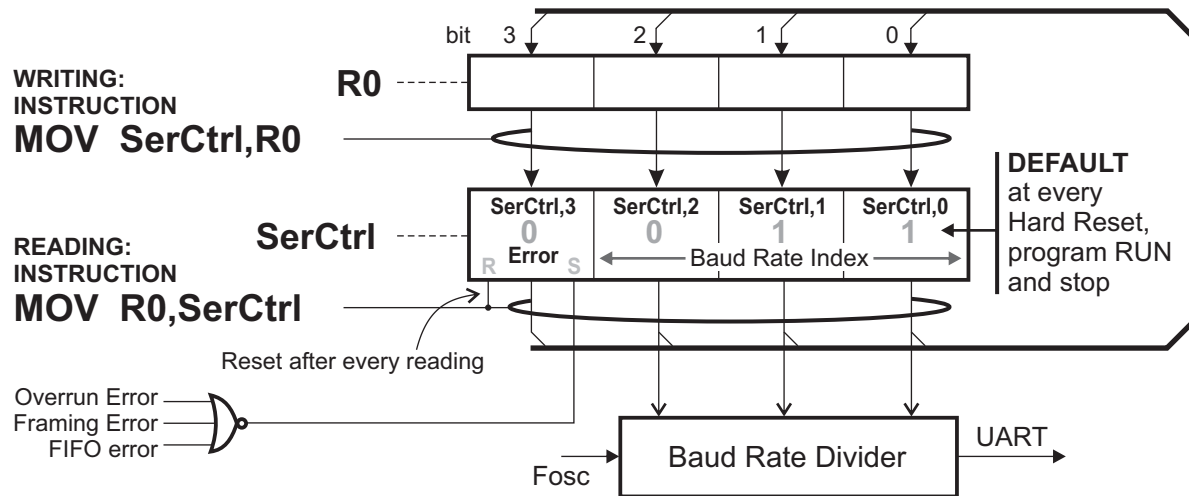 bit 3 2 1 0
WRITING:
INSTRUCTION
MOV SerCtrl,R0
R0
SerCtrl,3 SerCtrl,2 SerCtrl,1 SerCtrl,0
0 0 1 1
Error
R S
Baud Rate Index
SerCtrl
DEFAULT
at every
Hard Reset,
program RUN
and stop
READING:
INSTRUCTION
MOV R0,SerCtrl
Reset after every reading
Overrun Error
Framing Error
FIFO error
Fosc
Baud Rate Divider
UART